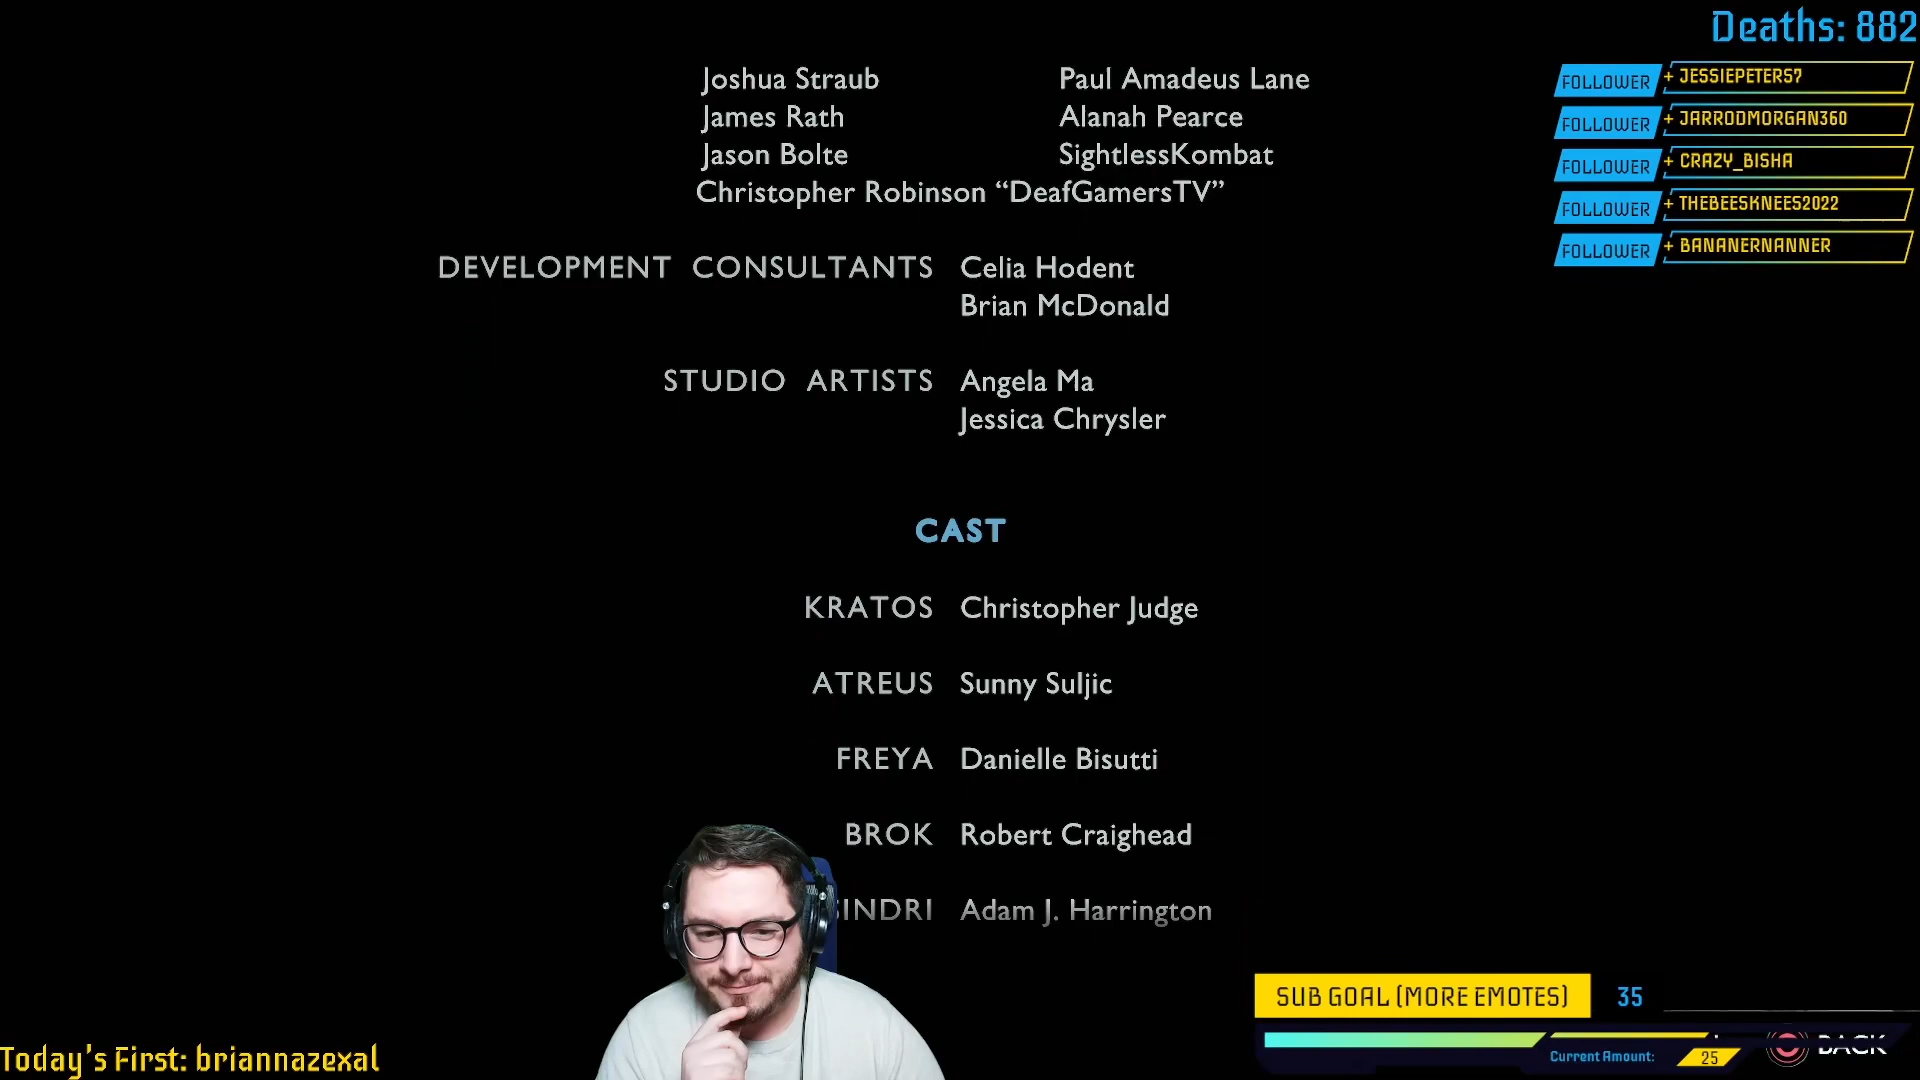 Deaths: 882
Joshua Straub Paul Amadeus Lane
James Rath Alanah Pearce
Jason Bolte SightlessKombat
Christopher Robinson “DeafGamersTV”
DEVELOPMENT CONSULTANTS Celia Hodent
Brian McDonald
STUDIO ARTISTS Angela Ma
Jessica Chrysler
CAST
KRATOS Christopher Judge
ATREUS Sunny Suljic
FREYA Danielle Bisutti
BROK Robert Craighead
INDRI Adam J. Harrington
FOLLOWER + JESSIEPETERS7
FOLLOWER + JARRODMORGAN360
FOLLOWER + CRAZY_BISHA
FOLLOWER + THEBEESKNEES2022
FOLLOWER + BANANERNANNER
SUB GOAL (MORE EMOTES) 35
Current Amount: 25
BACK
Today's First: briannazexal